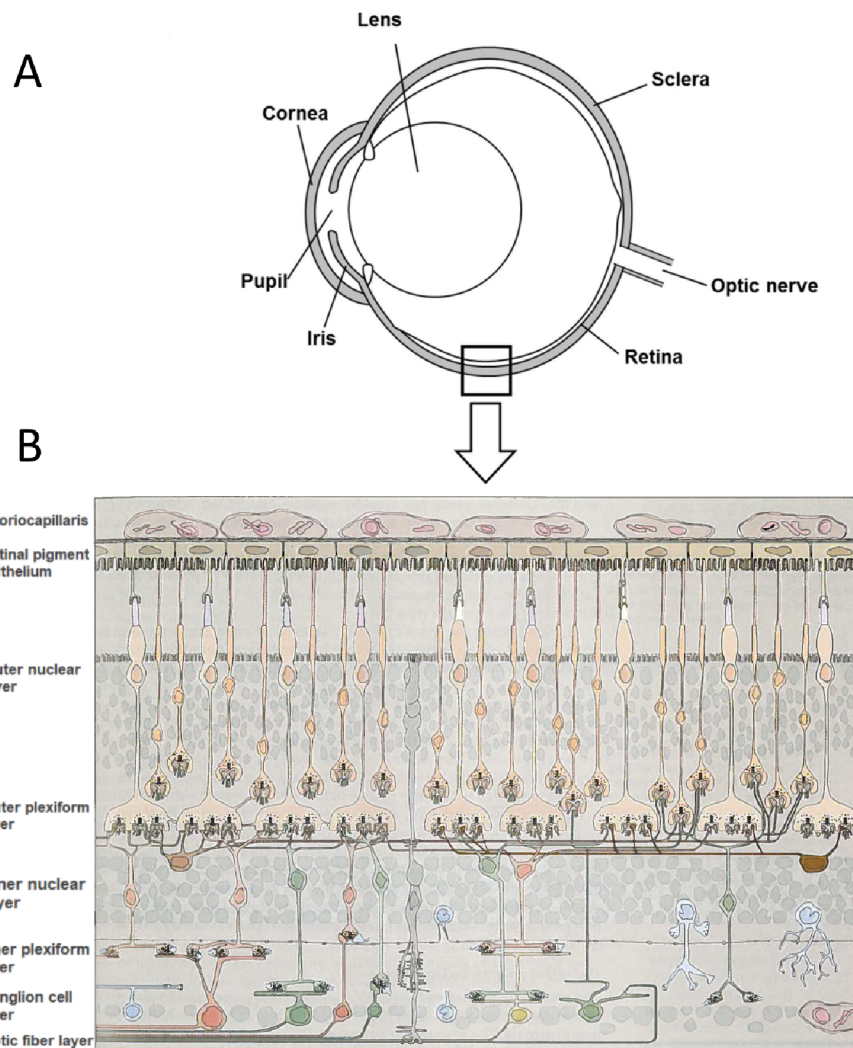 A
Lens
Sclera
Cornea
Pupil
Iris
Optic nerve
Retina
B
oriocapillaris
tinal pigment
ithelium
uter nuclear
yer
uter plexiform
yer
ner nuclear
yer
ner plexiform
yer
nglion cell
yer
tic fiber layer